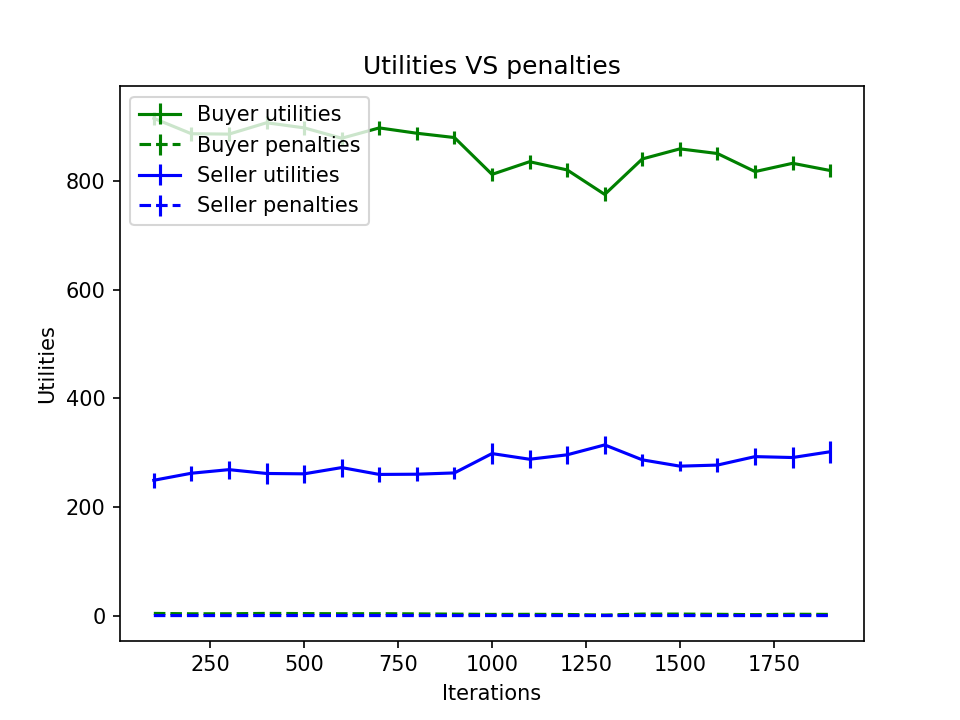 Utilities VS penalties
Buyer utilities
Buyer penalties
Seller utilities
Seller penalties
800
600
400
200
0
Utilities
250 500 750 1000 1250 1500 1750
Iterations